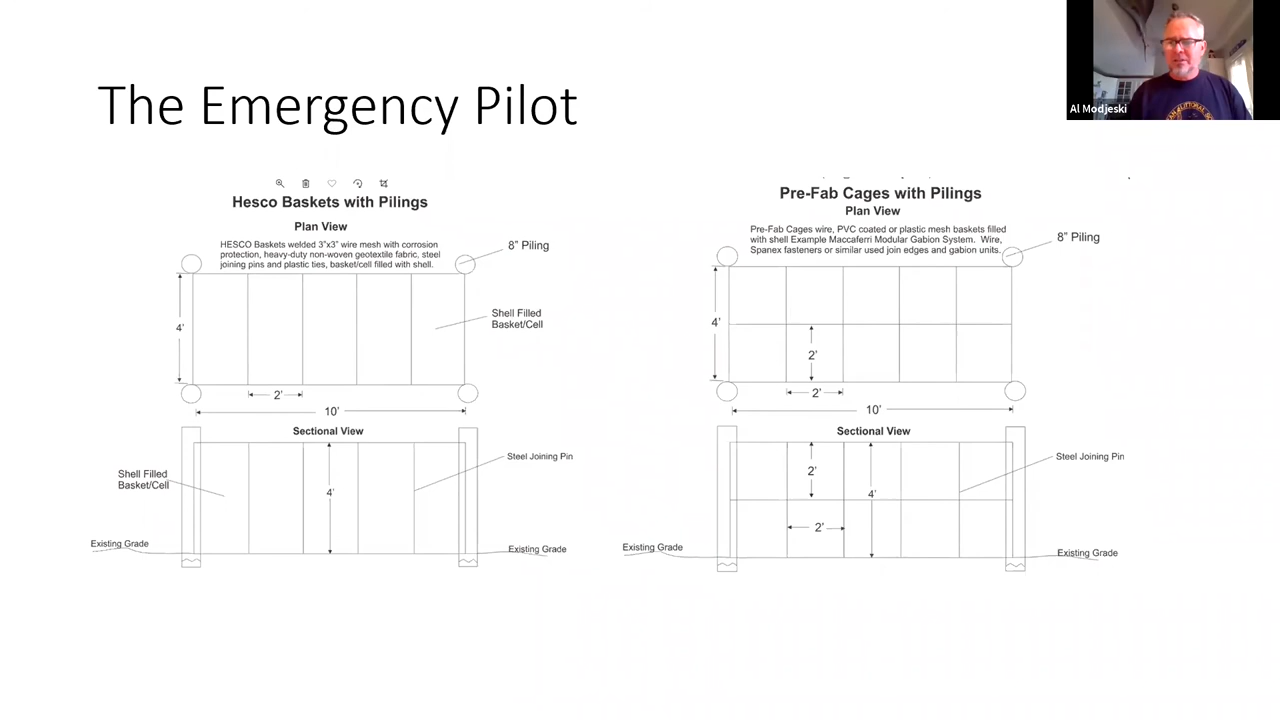 The Emergency Pilot
Al Modjeski
Hesco Baskets with Pilings
Plan View
HESCO Baskets welded 3"x3" wire mesh with corrosion
protection, heavy-duty non-woven geotextile fabric, steel
joining pins and plastic ties, basket/cell filled with shell.
8" Piling
4'
Shell Filled
Basket/Cell
2'
10'
Sectional View
Shell Filled
Basket/Cell
4'
Steel Joining Pin
Existing Grade
Existing Grade
Pre-Fab Cages with Pilings
Plan View
Pre-Fab Cages wire, PVC coated or plastic mesh baskets filled
with shell Example Maccaferri Modular Gabion System. Wire,
Spanex fasteners or similar used join edges and gabion units.
8" Piling
4'
2'
2'
10'
Sectional View
2'
4'
Steel Joining Pin
2'
Existing Grade
Existing Grade